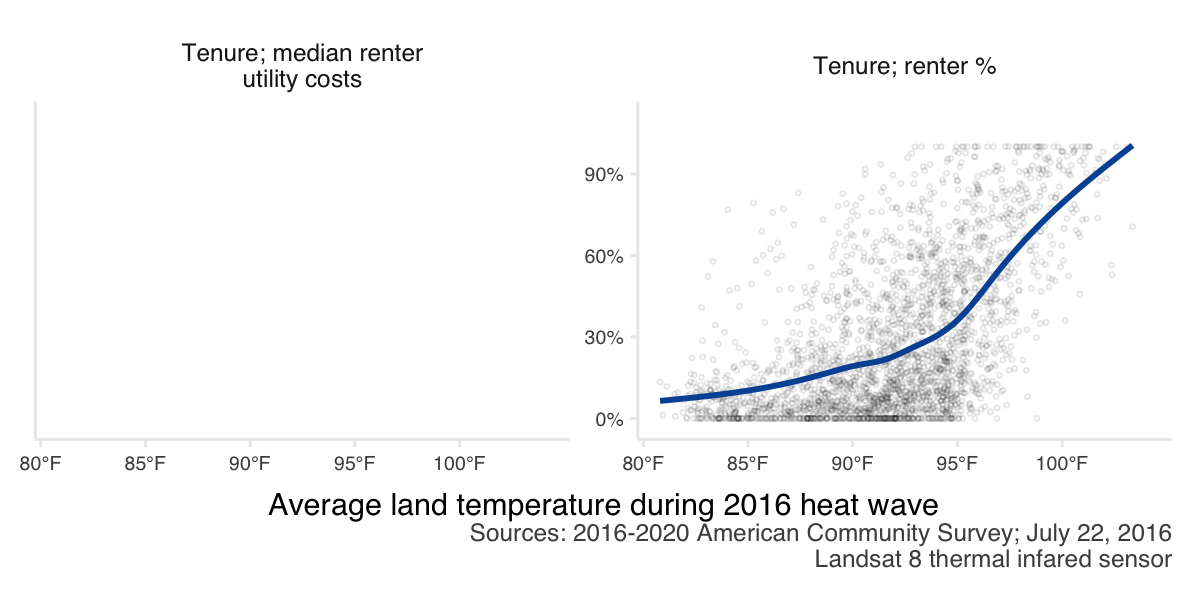 Tenure; median renter
utility costs
Tenure; renter %
90%
60%
30%
0%
80°F 85°F 90°F 95°F 100°F
80°F 85°F 90°F 95°F 100°F
Average land temperature during 2016 heat wave
Sources: 2016-2020 American Community Survey; July 22, 2016
Landsat 8 thermal infared sensor